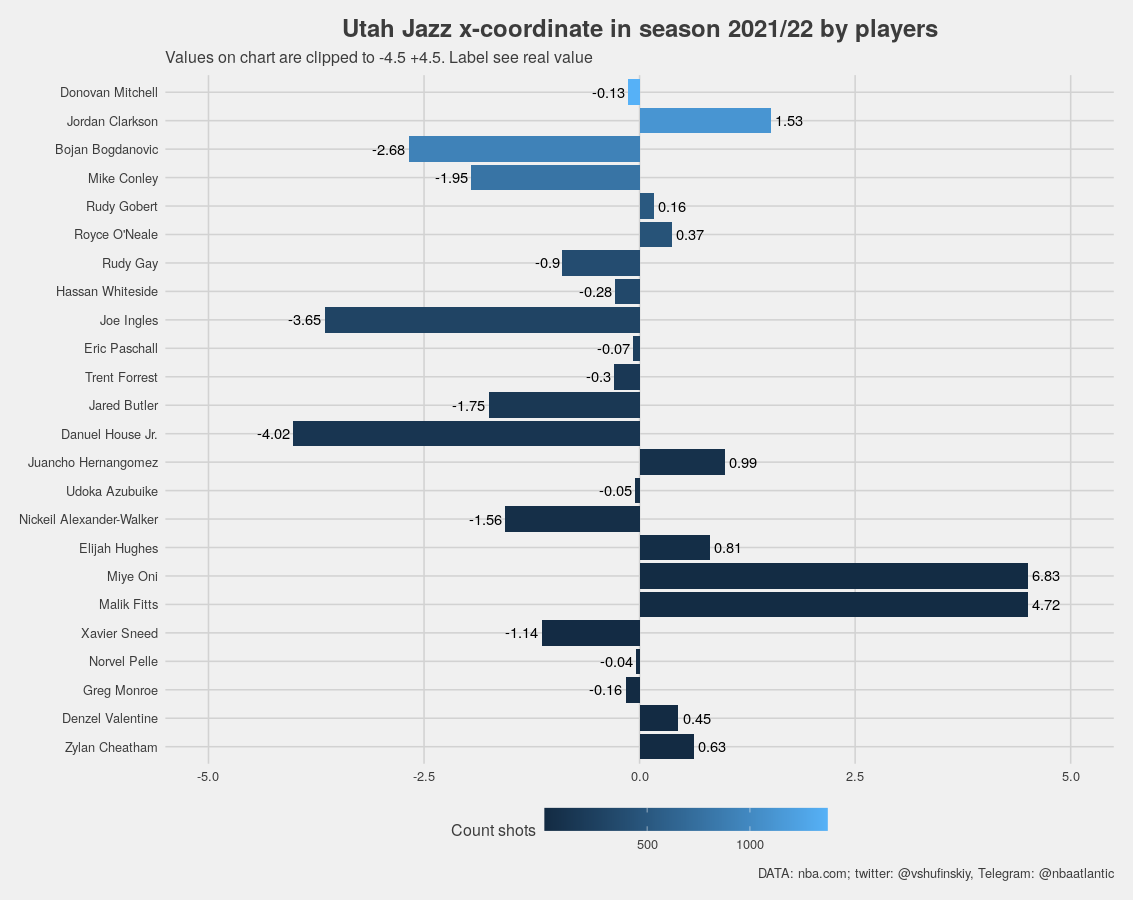 Utah Jazz x-coordinate in season 2021/22 by players
Values on chart are clipped to -4.5 +4.5. Label see real value
Donovan Mitchell -0.13
Jordan Clarkson 1.53
Bojan Bogdanovic -2.68
Mike Conley -1.95
Rudy Gobert 0.16
Royce O'Neale 0.37
Rudy Gay -0.9
Hassan Whiteside -0.28
Joe Ingles -3.65
Eric Paschall -0.07
Trent Forrest -0.3
Jared Butler -1.75
Danuel House Jr. -4.02
Juancho Hernangomez 0.99
Udoka Azubuike -0.05
Nickeil Alexander-Walker -1.56
Elijah Hughes 0.81
Miye Oni 6.83
Malik Fitts 4.72
Xavier Sneed -1.14
Norvel Pelle -0.04
Greg Monroe -0.16
Denzel Valentine 0.45
Zylan Cheatham 0.63
-5.0 -2.5 0.0 2.5 5.0
Count shots
500 1000
DATA: nba.com; twitter: @vshufinskiy, Telegram: @nbaatlantic